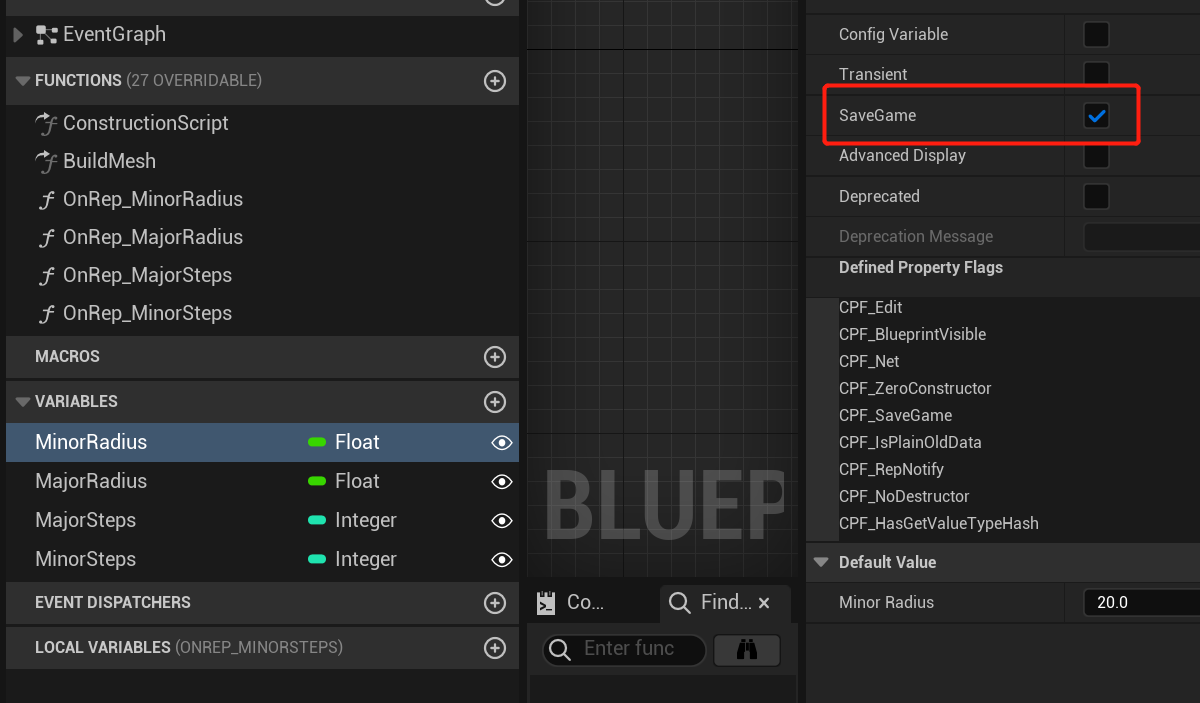 EventGraph
FUNCTIONS (27 OVERRIDABLE)
ConstructionScript
BuildMesh
OnRep_MinorRadius
OnRep_MajorRadius
OnRep_MajorSteps
OnRep_MinorSteps
MACROS
VARIABLES
MinorRadius Float
MajorRadius Float
MajorSteps Integer
MinorSteps Integer
EVENT DISPATCHERS
LOCAL VARIABLES (ONREP_MINORSTEPS)
BLUEP
Co...
Find...
Enter func
Config Variable
Transient
SaveGame
Advanced Display
Deprecated
Deprecation Message
Defined Property Flags
CPF_Edit
CPF_BlueprintVisible
CPF_Net
CPF_ZeroConstructor
CPF_SaveGame
CPF_IsPlainOldData
CPF_RepNotify
CPF_NoDestructor
CPF_HasGetValueTypeHash
Default Value
Minor Radius 20.0